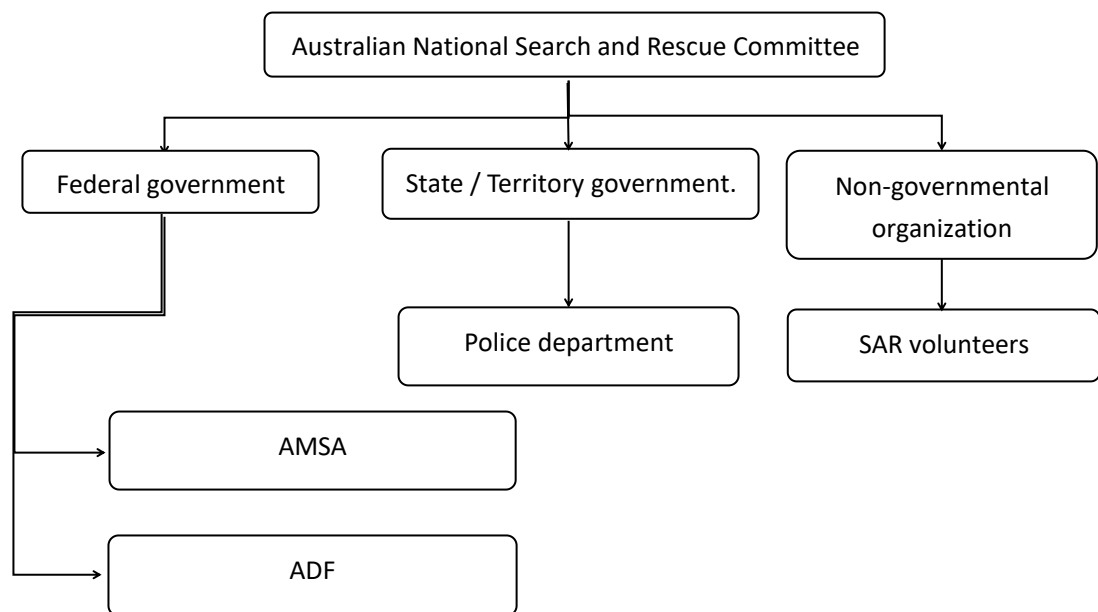 Australian National Search and Rescue Committee
Federal government
State / Territory government.
Non-governmental
organization
Police department
SAR volunteers
AMSA
ADF